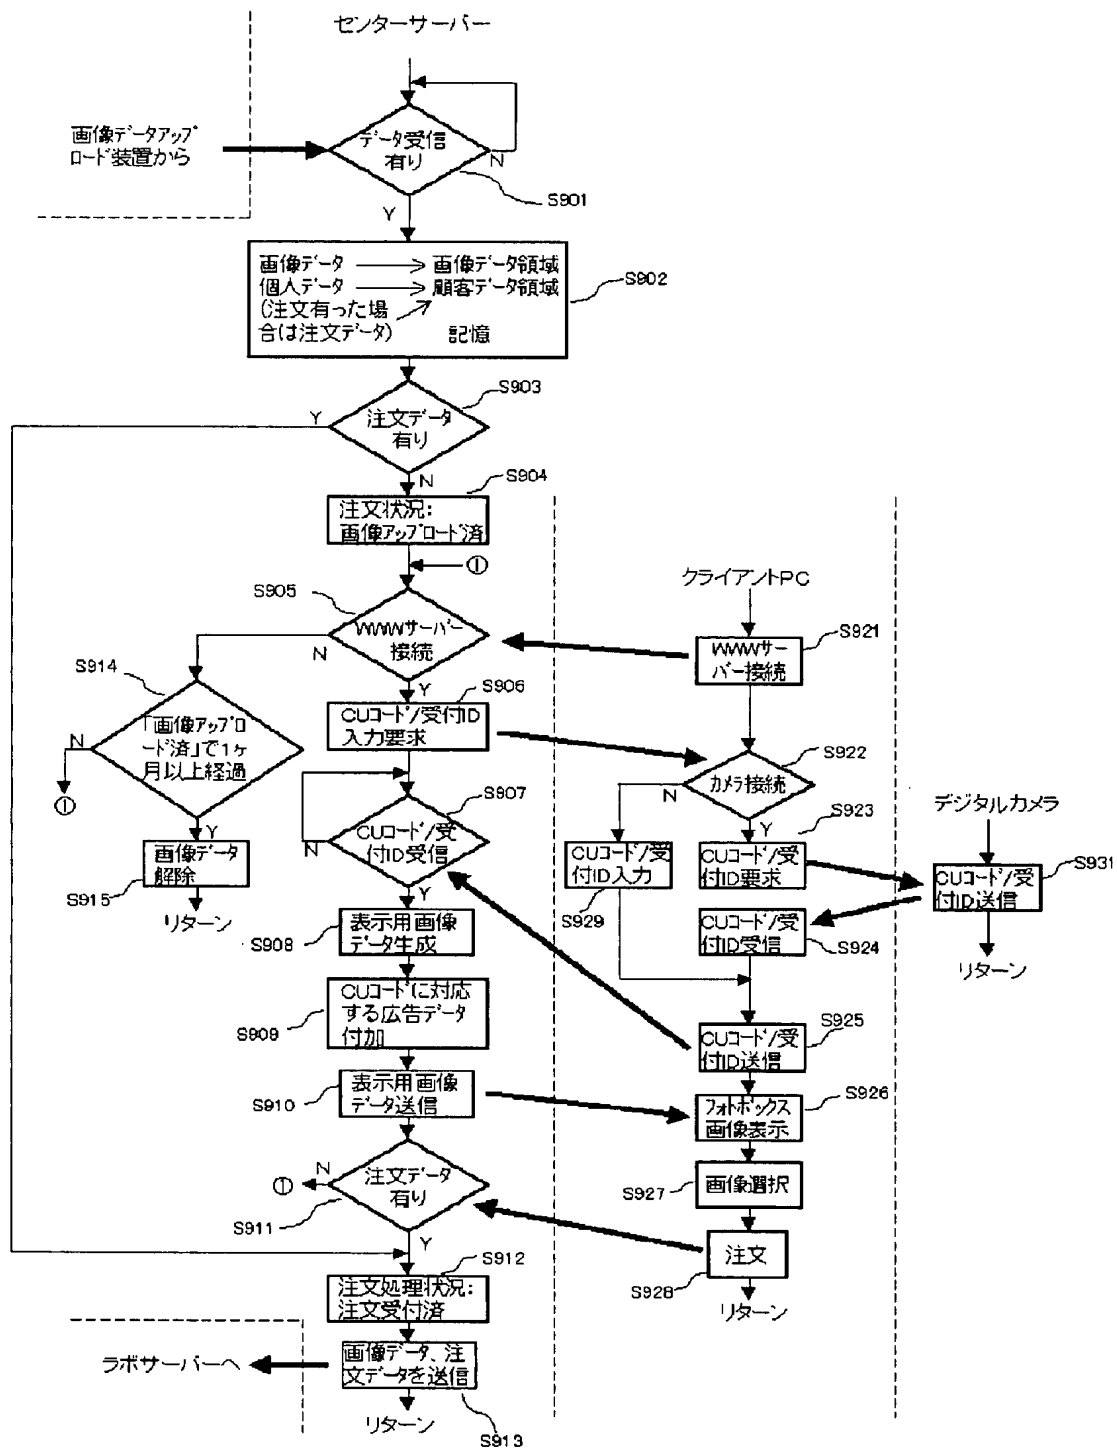 センターサーバー
画像データアップ
ロード装置から
データ受信
有り
N
S901
Y
画像データ → 画像データ領域
個人データ → 顧客データ領域
(注文有った場
合は注文データ) 記憶
S902
S903
Y
注文データ
有り
N
S904
注文状況:
画像アップロード済
①
S905
WWWサーバー
接続
N
Y
S914
「画像アップロ
ード済」で1ヶ
月以上経過
N
①
Y
画像データ
解除
S915
リターン
S906
CUコード/受付ID
入力要求
S907
CUコード/受
付ID受信
N
Y
S908
表示用画像
データ生成
S909
CUコードに対応
する広告データ
付加
S910
表示用画像
データ送信
N
①
注文データ
有り
S911
Y
S912
注文処理状況:
注文受付済
ラボサーバーへ
画像データ、注
文データを送信
リターン
S913
クライアントPC
S921
WWWサー
バー接続
S922
カメラ接続
N
Y
S923
CUコード/受
付ID入力
S929
CUコード/受
付ID要求
CUコード/受
付ID受信
S924
S925
CUコード/受
付ID送信
S926
フォトボックス
画像表示
S927
画像選択
注文
S928
リターン
デジタルカメラ
S931
CUコード/受
付ID送信
リターン